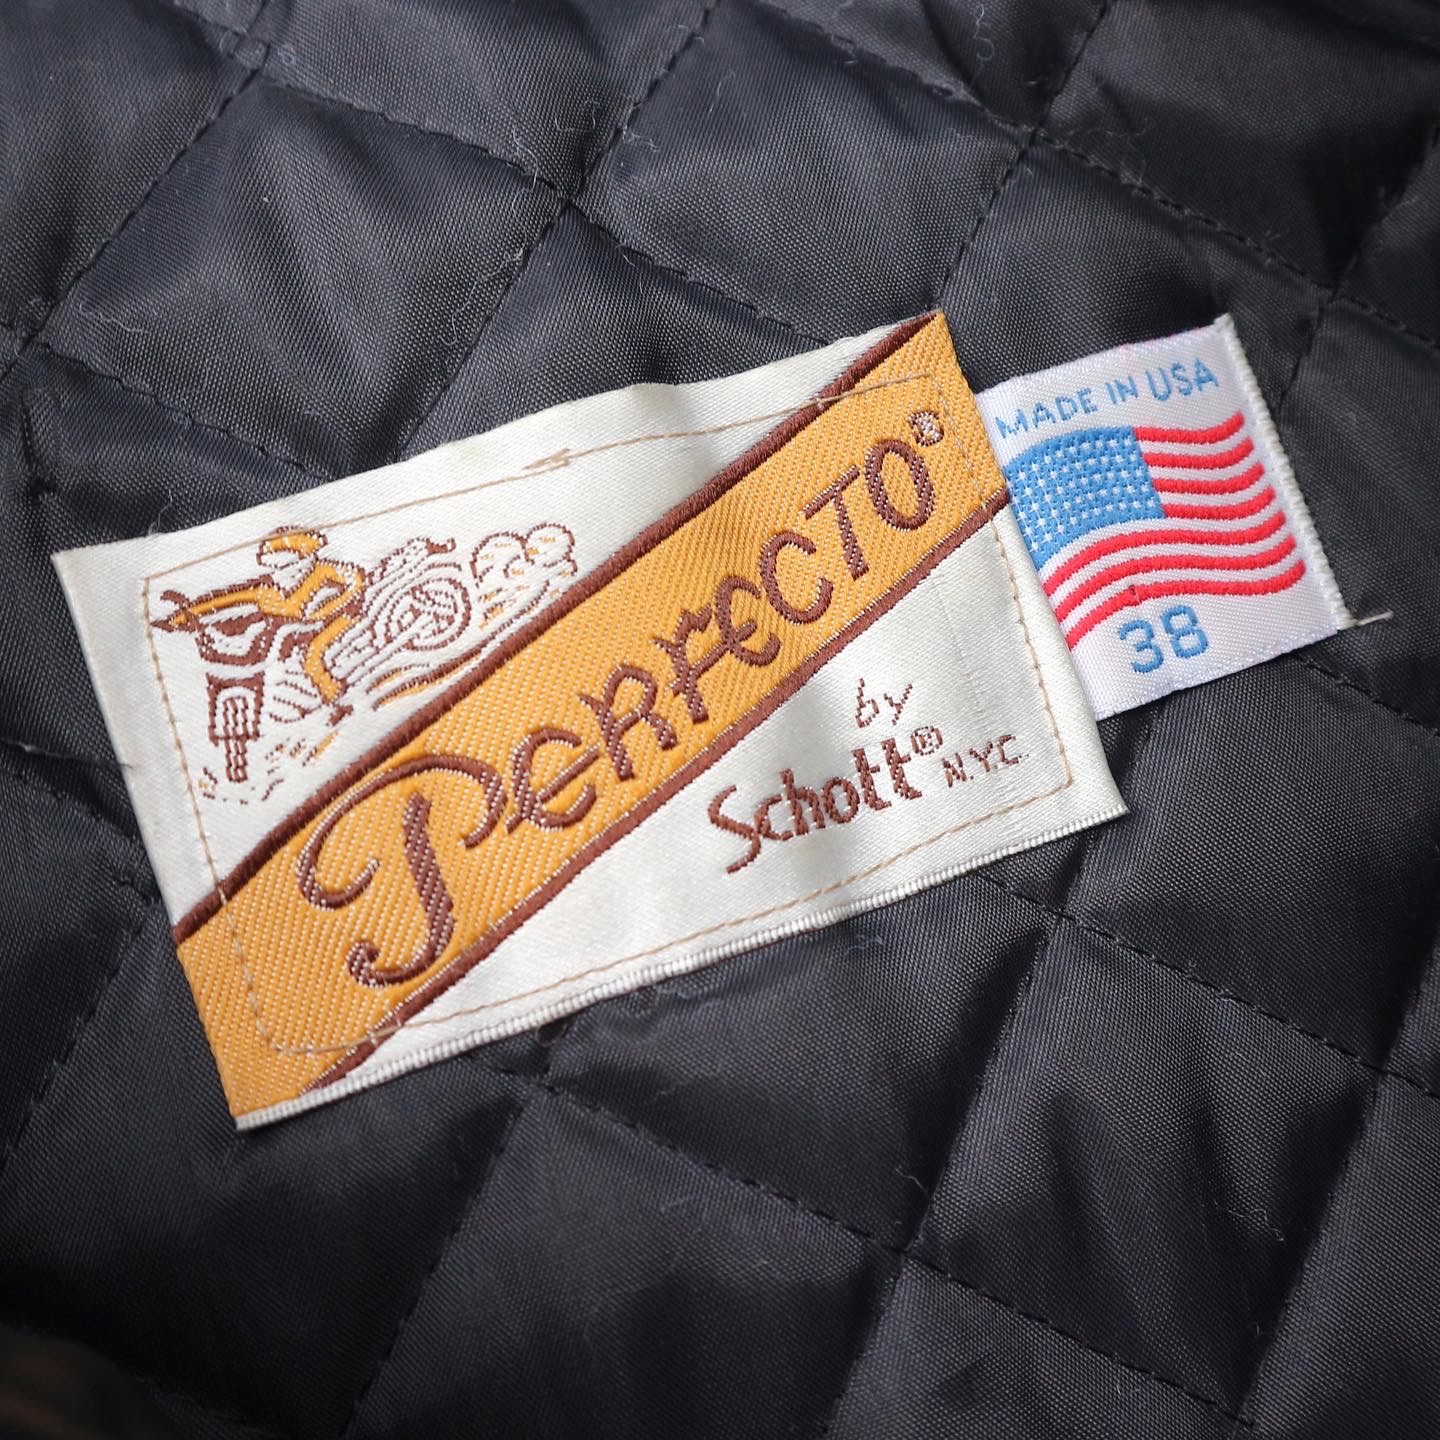 PERFECTO®
by
Schott® N.Y.C.
MADE IN USA
38